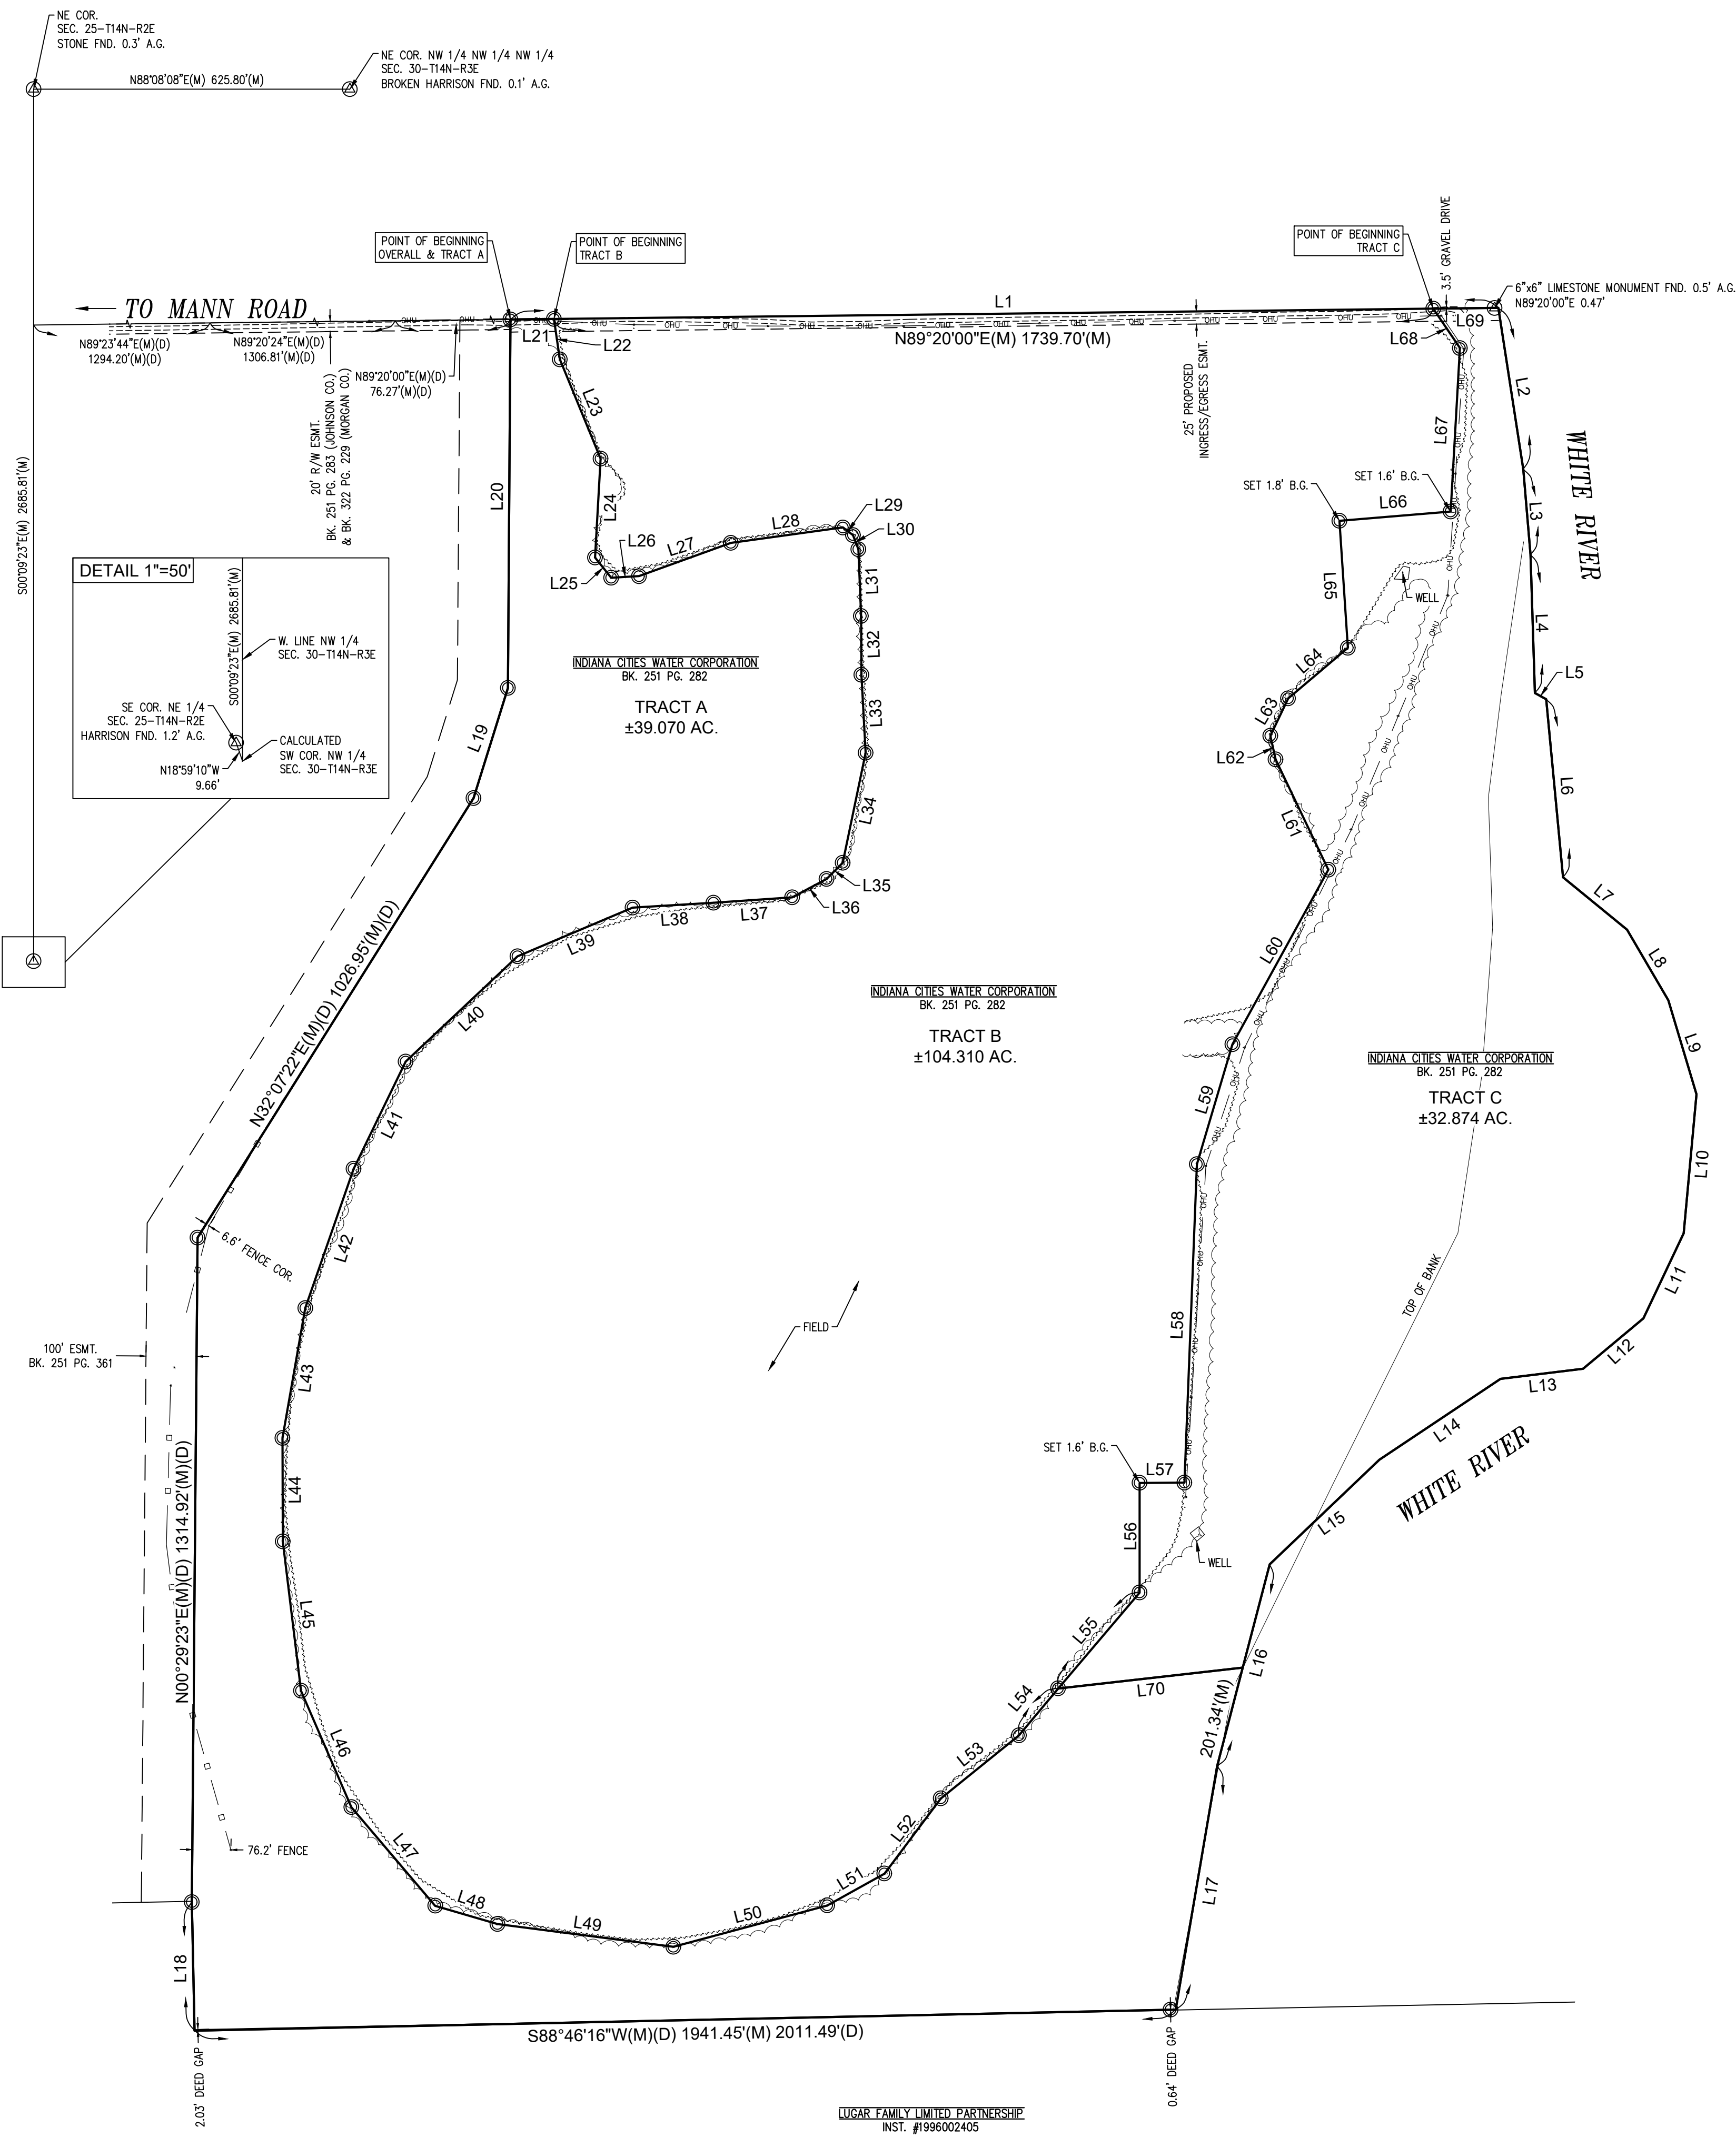 NE COR.
SEC. 25-T14N-R2E
STONE FND. 0.3' A.G.
N88°08'08"E(M) 625.80'(M)
NE COR. NW 1/4 NW 1/4 NW 1/4
SEC. 30-T14N-R3E
BROKEN HARRISON FND. 0.1' A.G.
POINT OF BEGINNING
OVERALL & TRACT A
POINT OF BEGINNING
TRACT B
POINT OF BEGINNING
TRACT C
3.5' GRAVEL DRIVE
6"x6" LIMESTONE MONUMENT FND. 0.5' A.G.
N89°20'00"E 0.47'
TO MANN ROAD
L1
N89°20'00"E(M) 1739.70'(M)
N89°23'44"E(M)(D)
1294.20'(M)(D)
N89°20'24"E(M)(D)
1306.81'(M)(D)
N89°20'00"E(M)(D)
76.27'(M)(D)
20' R/W ESMT.
BK. 251 PG. 283 (JOHNSON CO.)
& BK. 322 PG. 229 (MORGAN CO.)
25' PROPOSED
INGRESS/EGRESS ESMT.
OHU
OHU
OHU
OHU
OHU
OHU
OHU
OHU
OHU
OHU
OHU
OHU
OHU
OHU
L21
L22
L23
L24
L25
L26
L27
L28
L29
L30
L31
L32
L33
L34
L35
L36
L37
L38
L39
L40
L41
L42
L43
L44
L45
L46
L47
L48
L49
L50
L51
L52
L53
L54
L55
L56
L57
L58
L59
L60
L61
L62
L63
L64
L65
L66
L67
L68
L69
L70
L2
L3
L4
L5
L6
L7
L8
L9
L10
L11
L12
L13
L14
L15
L16
L17
L18
L19
L20
SET 1.8' B.G.
SET 1.6' B.G.
WELL
WHITE RIVER
S00°09'23"E(M) 2685.81'(M)
DETAIL 1"=50'
S00°09'23"E(M) 2685.81'(M)
W. LINE NW 1/4
SEC. 30-T14N-R3E
SE COR. NE 1/4
SEC. 25-T14N-R2E
HARRISON FND. 1.2' A.G.
CALCULATED
SW COR. NW 1/4
SEC. 30-T14N-R3E
N18°59'10"W
9.66'
INDIANA CITIES WATER CORPORATION
BK. 251 PG. 282
TRACT A
±39.070 AC.
INDIANA CITIES WATER CORPORATION
BK. 251 PG. 282
TRACT B
±104.310 AC.
INDIANA CITIES WATER CORPORATION
BK. 251 PG. 282
TRACT C
±32.874 AC.
N32°07'22"E(M)(D) 1026.95'(M)(D)
6.6' FENCE COR.
FIELD
TOP OF BANK
100' ESMT.
BK. 251 PG. 361
N00°29'23"E(M)(D) 1314.92'(M)(D)
SET 1.6' B.G.
WELL
WHITE RIVER
201.34'(M)
76.2' FENCE
S88°46'16"W(M)(D) 1941.45'(M) 2011.49'(D)
2.03' DEED GAP
0.64' DEED GAP
LUGAR FAMILY LIMITED PARTNERSHIP
INST. #1996002405